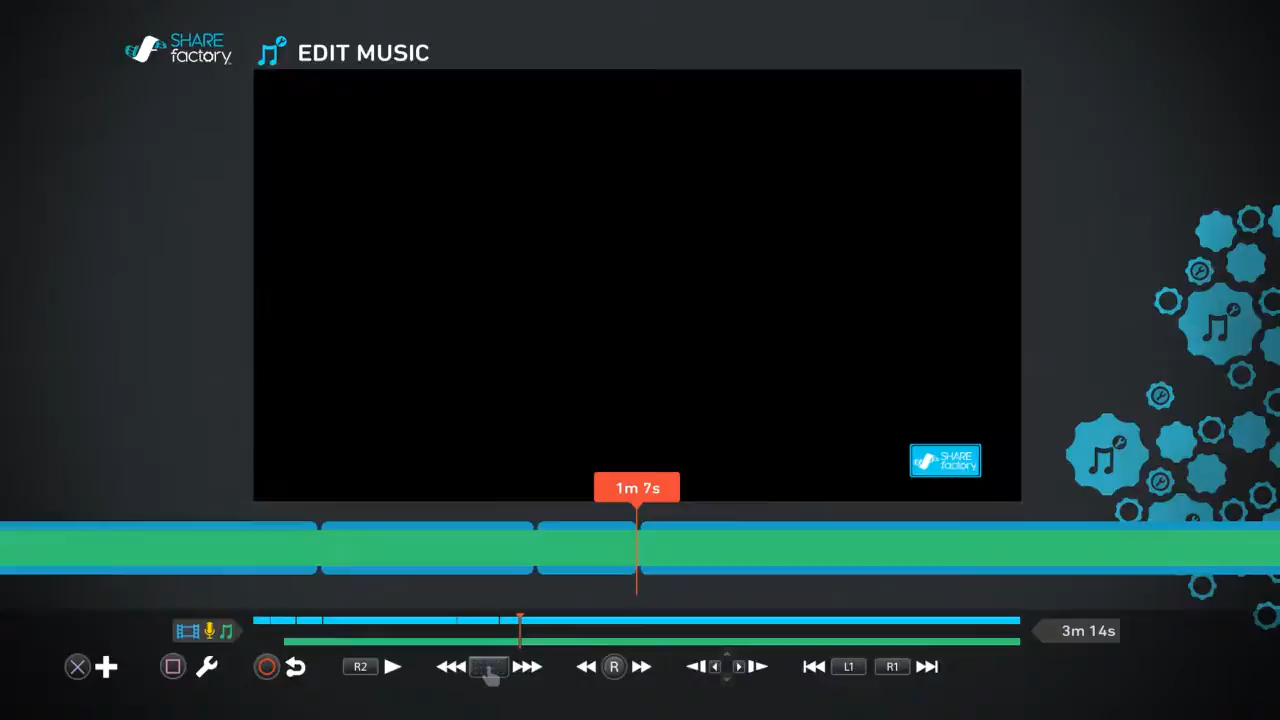 SHARE
factory
EDIT MUSIC
SHARE
factory
1m 7s
3m 14s
R2
R
L1
R1